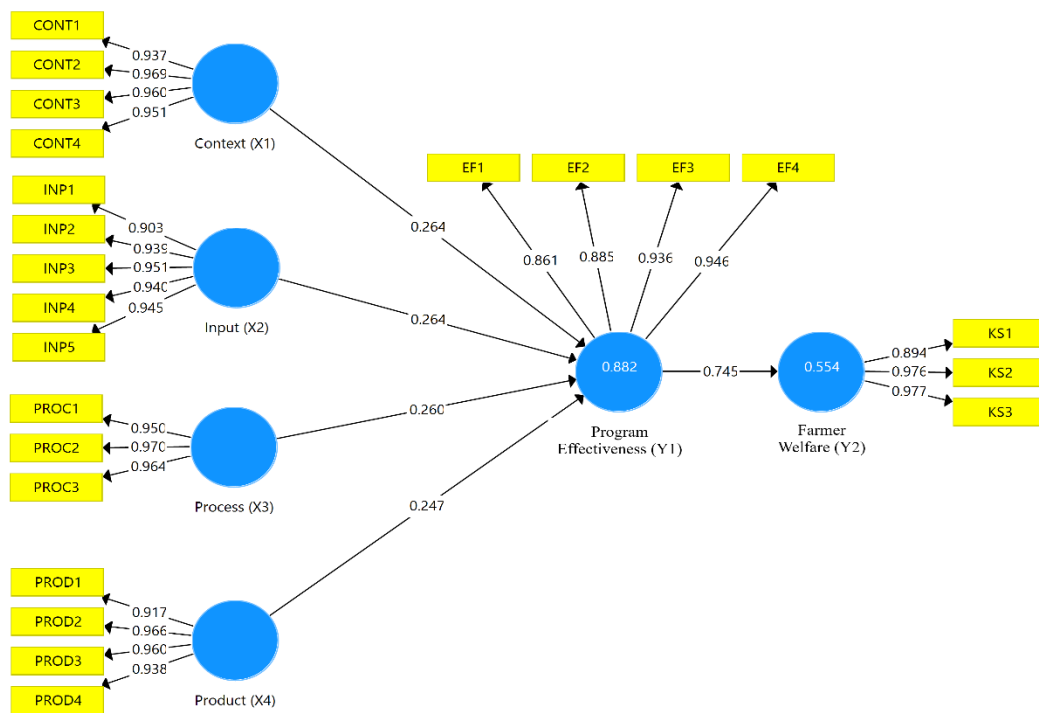 CONT1
CONT2
CONT3
CONT4
0.937
0.969
0.960
0.951
Context (X1)
INP1
INP2
INP3
INP4
INP5
0.903
0.939
0.951
0.940
0.945
Input (X2)
PROC1
PROC2
PROC3
0.950
0.970
0.964
Process (X3)
PROD1
PROD2
PROD3
PROD4
0.917
0.966
0.960
0.938
Product (X4)
0.264
0.264
0.260
0.247
EF1
EF2
EF3
EF4
0.861
0.885
0.936
0.946
0.882
Program
Effectiveness (Y1)
0.745
0.554
Farmer
Welfare (Y2)
0.894
0.976
0.977
KS1
KS2
KS3